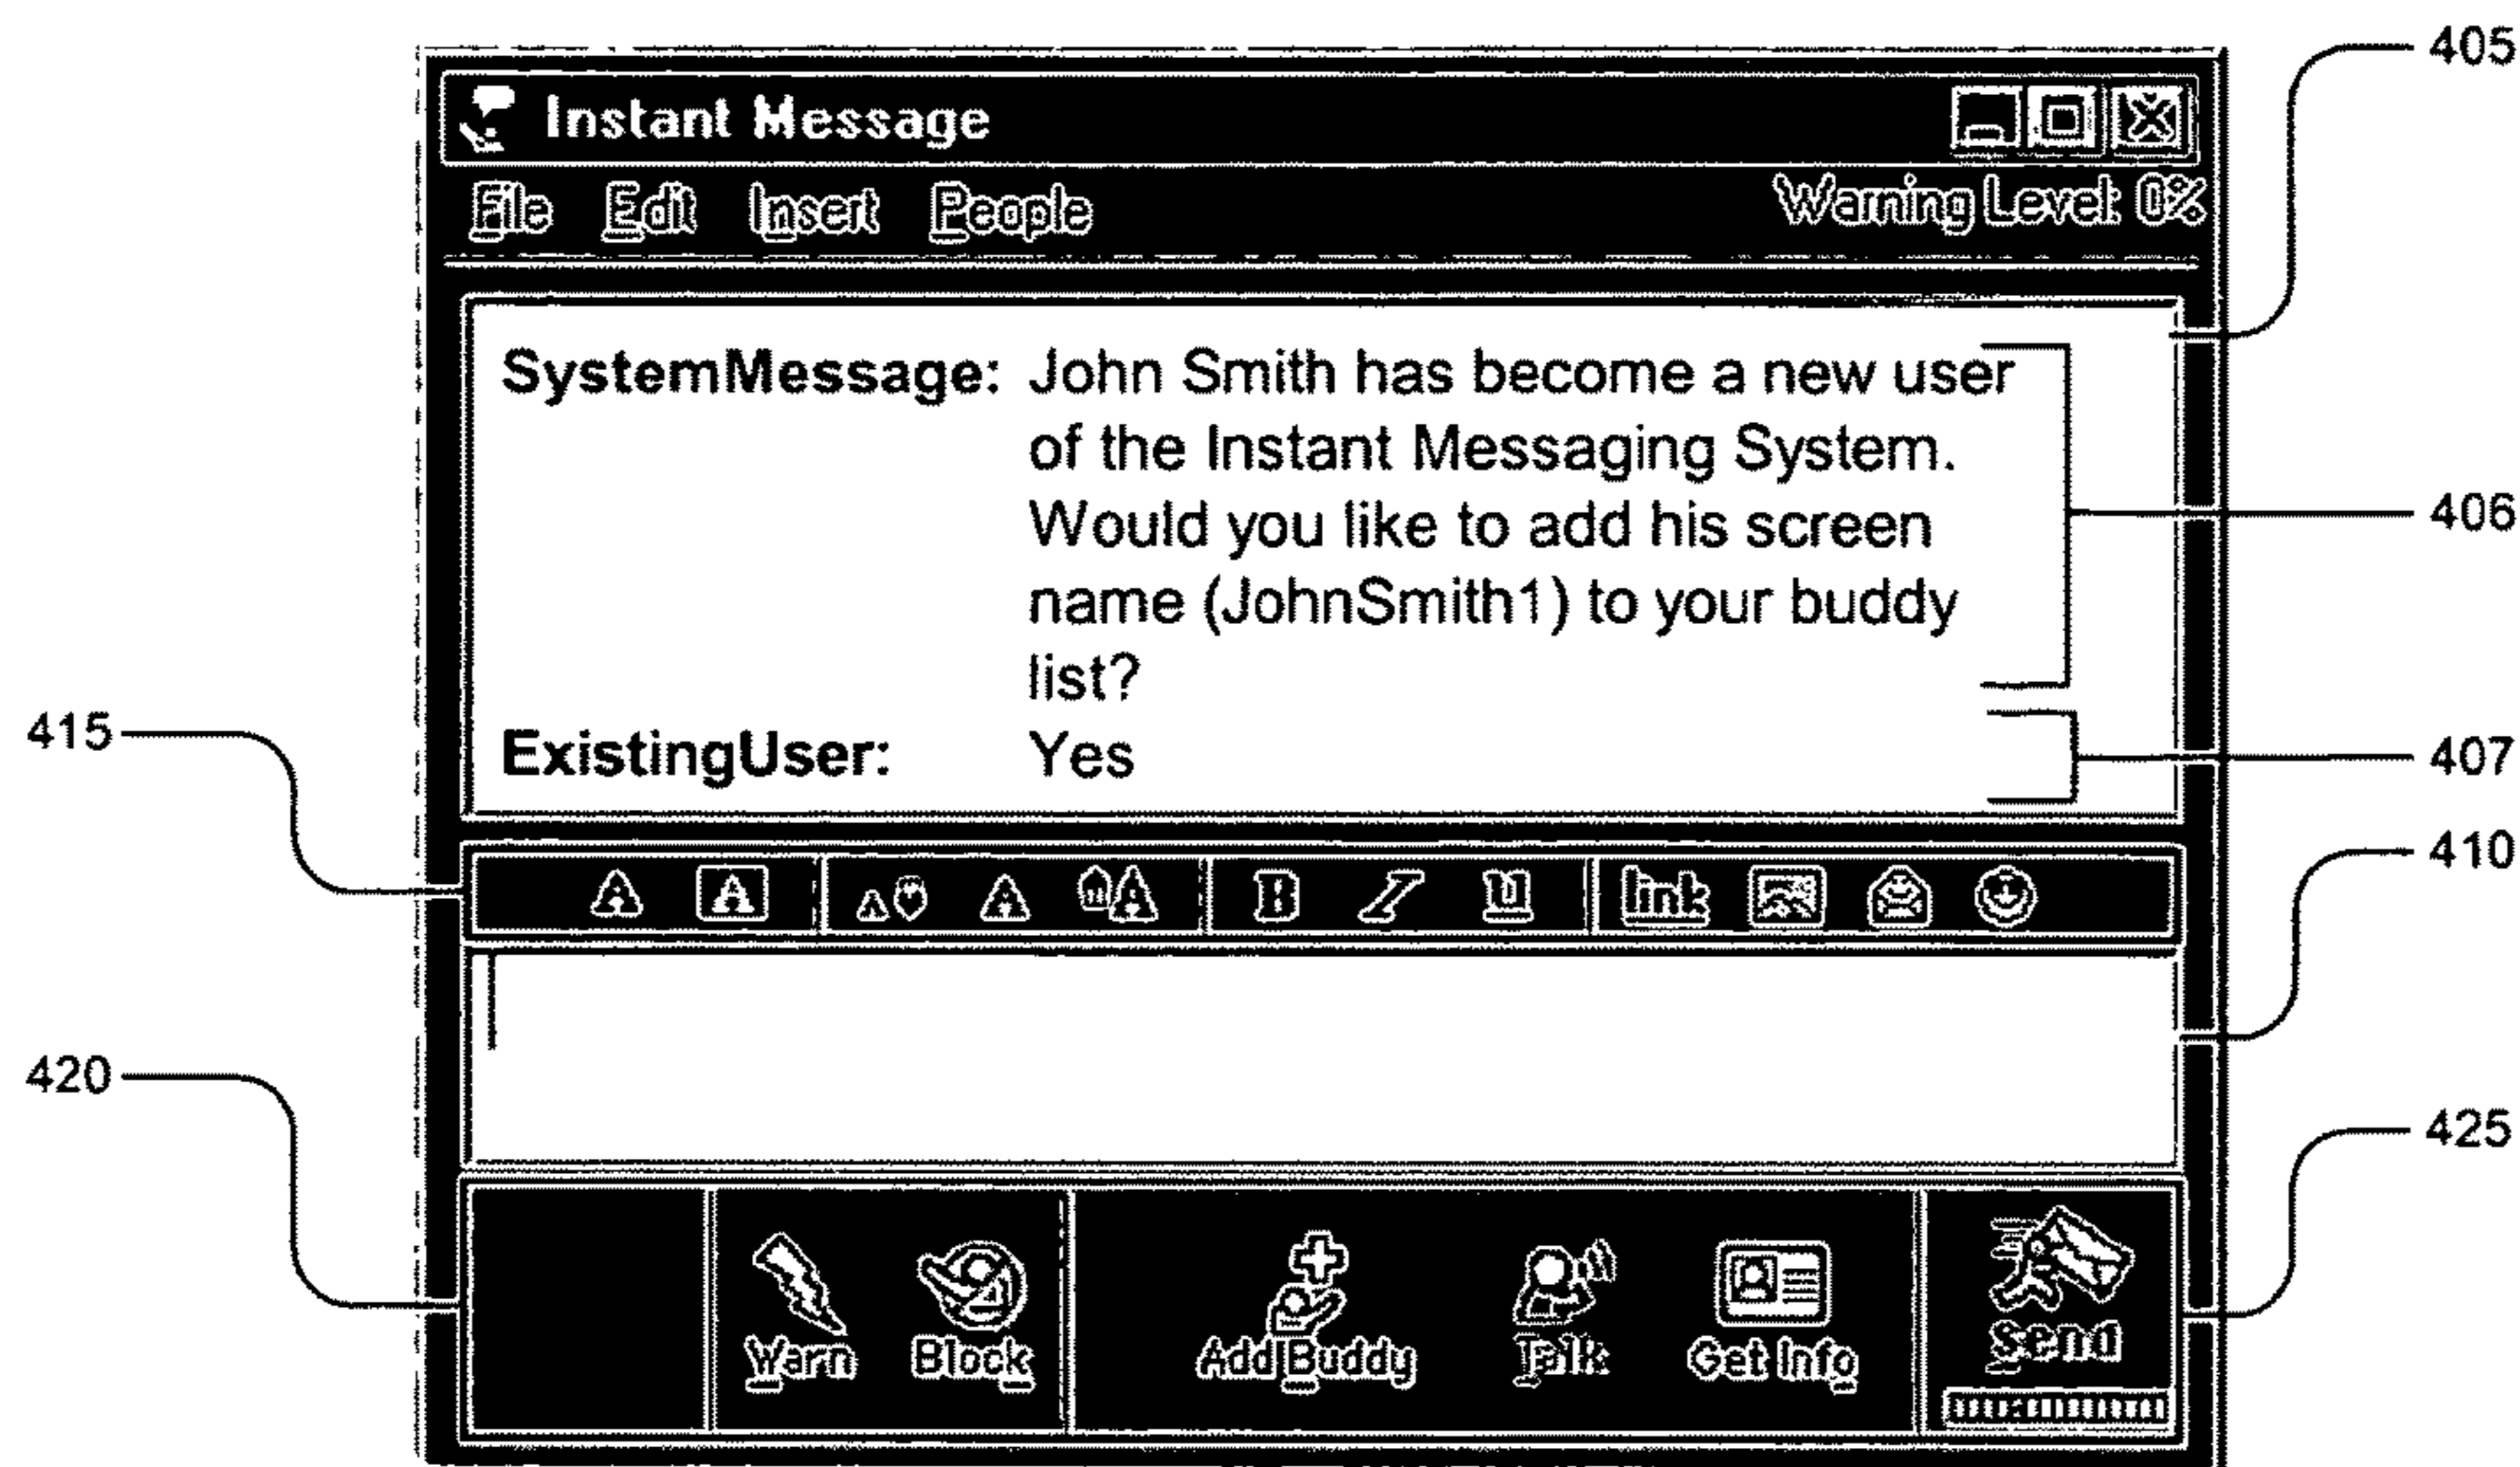 405
Instant Message
File Edit Insert People Warning Level: 0%
SystemMessage: John Smith has become a new user
of the Instant Messaging System.
Would you like to add his screen
name (JohnSmith1) to your buddy
list?
406
415
ExistingUser: Yes
407
410
A A A A A B I U link
420
425
Warn Block Add Buddy Talk Get Info Send